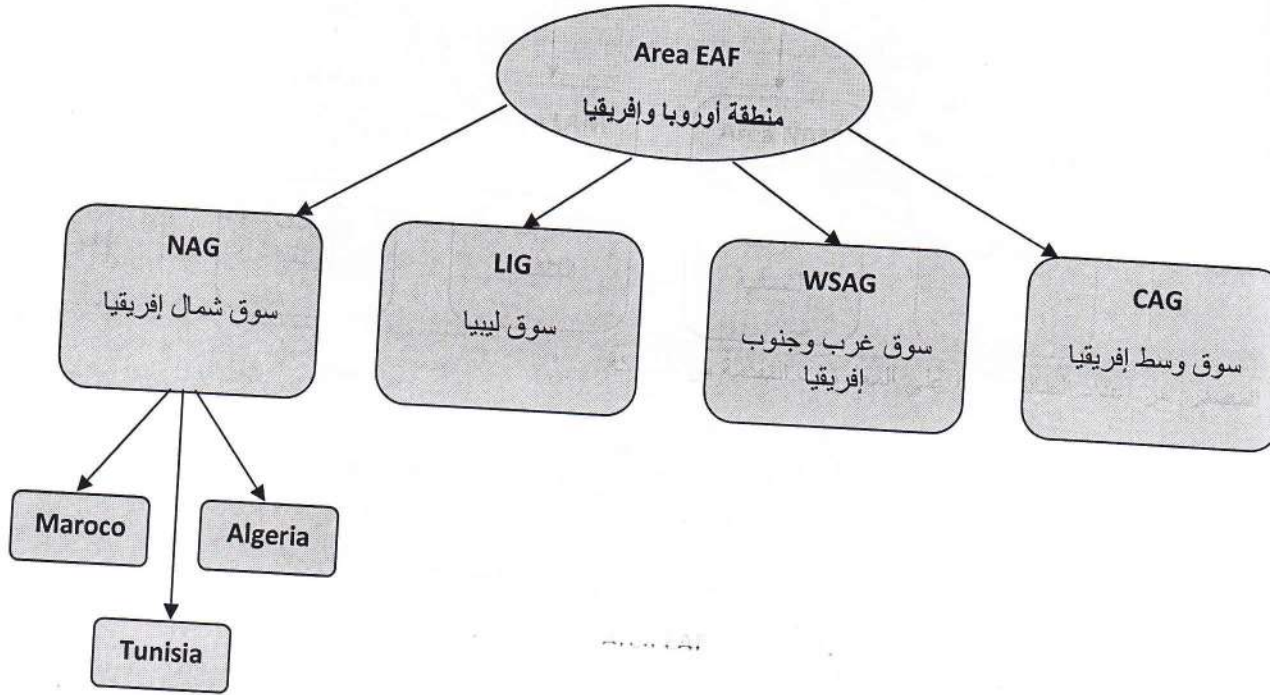 Area EAF
منطقة أوروبا وإفريقيا
NAG
سوق شمال إفريقيا
LIG
سوق ليبيا
WSAG
سوق غرب وجنوب
إفريقيا
CAG
سوق وسط إفريقيا
Maroco
Algeria
Tunisia